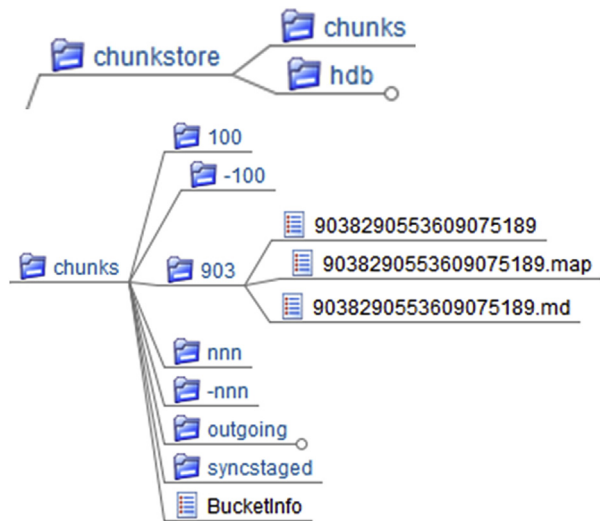 chunkstore
chunks
hdb
100
-100
chunks
903
9038290553609075189
9038290553609075189.map
9038290553609075189.md
nnn
-nnn
outgoing
syncstaged
BucketInfo